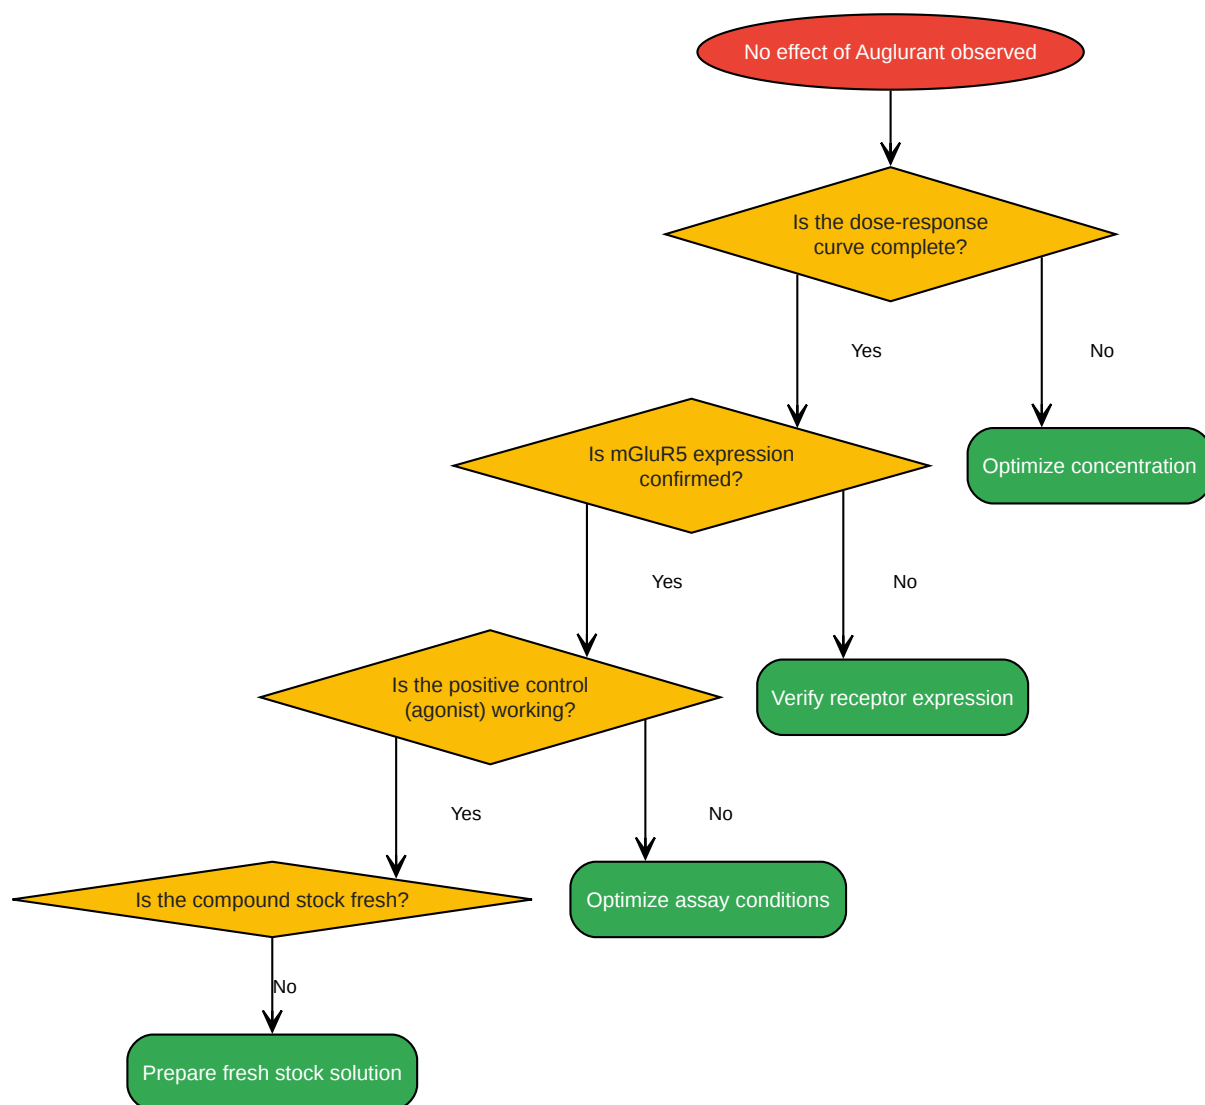 No effect of Auglurant observed
Is the dose-response
curve complete?
Yes
No
Is mGluR5 expression
confirmed?
Optimize concentration
Yes
No
Is the positive control
(agonist) working?
Verify receptor expression
Yes
No
Is the compound stock fresh?
Optimize assay conditions
No
Prepare fresh stock solution